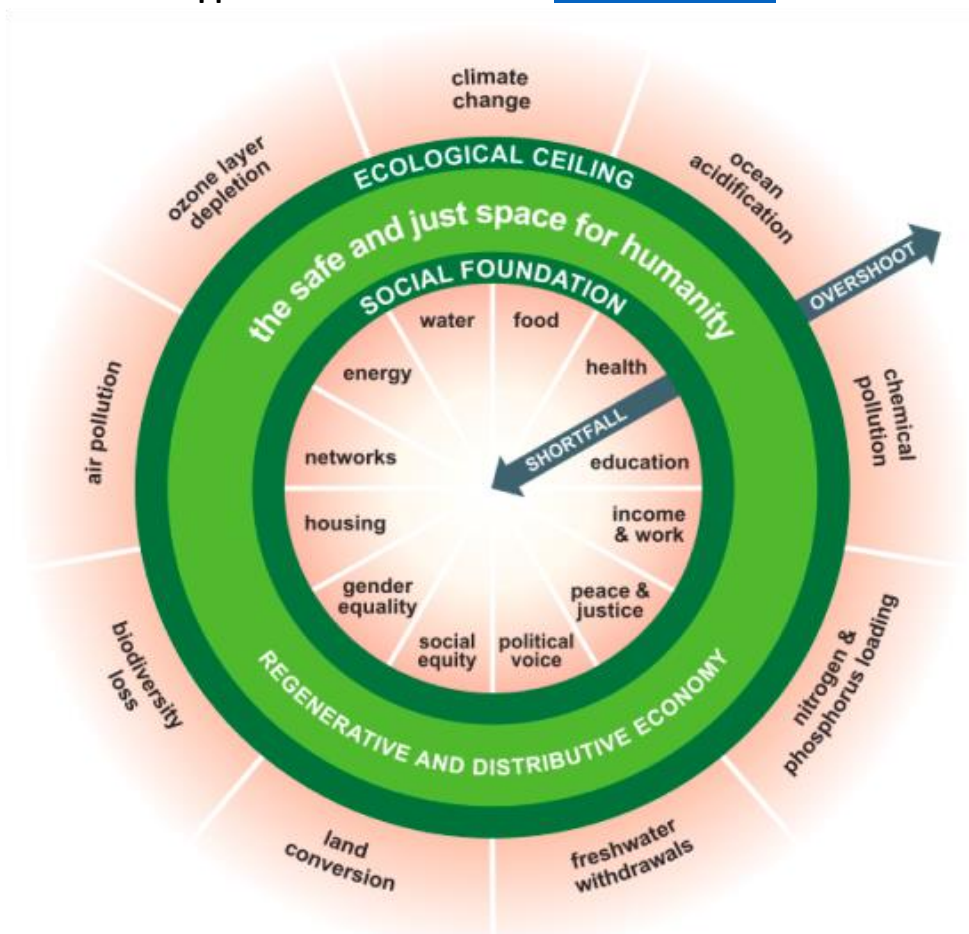 climate
change
ozone layer
depletion
ocean
acidification
ECOLOGICAL CEILING
the safe and just space for humanity
SOCIAL FOUNDATION
OVERSHOOT
water
food
energy
health
SHORTFALL
air pollution
chemical
pollution
networks
education
housing
income
& work
gender
equality
peace &
justice
social
equity
political
voice
biodiversity
loss
nitrogen &
phosphorus loading
REGENERATIVE AND DISTRIBUTIVE ECONOMY
land
conversion
freshwater
withdrawals